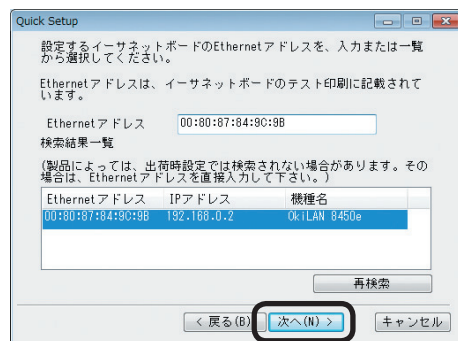 Quick Setup
設定するイーサネットボードのEthernetアドレスを、入力または一覧
から選択してください。
Ethernetアドレスは、イーサネットボードのテスト印刷に記載されて
います。
Ethernetアドレス 00:80:87:84:9C:9B
検索結果一覧
(製品によっては、出荷時設定では検索されない場合があります。その
場合は、Ethernetアドレスを直接入力して下さい。)
Ethernetアドレス IPアドレス 機種名
00:80:87:84:9C:9B 192.168.0.2 OkiLAN 8450e
再検索
< 戻る(B) 次へ(N) > キャンセル